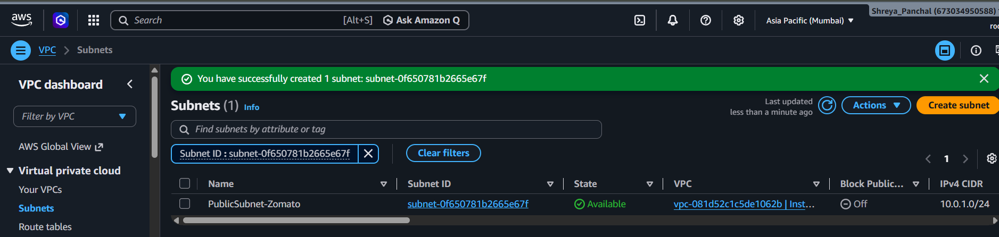 Shreya_Panchal (673034950588)
aws
Search [Alt+S] Ask Amazon Q
Asia Pacific (Mumbai)
VPC > Subnets
VPC dashboard
Filter by VPC
AWS Global View
Virtual private cloud
Your VPCs
Subnets
Route tables
You have successfully created 1 subnet: subnet-0f650781b2665e67f
Subnets (1) Info
Last updated
less than a minute ago
Actions
Create subnet
Find subnets by attribute or tag
Subnet ID : subnet-0f650781b2665e67f
Clear filters
1
Name Subnet ID State VPC Block Public... IPv4 CIDR
PublicSubnet-Zomato subnet-0f650781b2665e67f Available vpc-081d52c1c5de1062b | Inst... Off 10.0.1.0/24